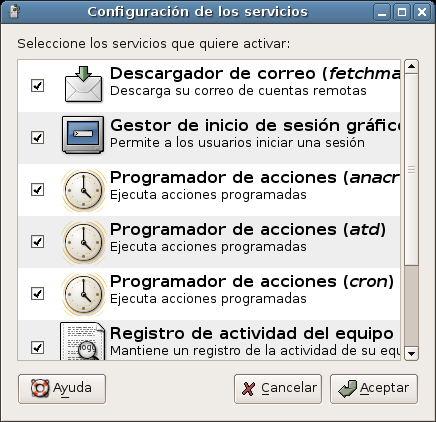 Configuración de los servicios
Seleccione los servicios que quiere activar:
Descargador de correo (fetchma
Descarga su correo de cuentas remotas
Gestor de inicio de sesión gráfic
Permite a los usuarios iniciar una sesión
Programador de acciones (anacr
Ejecuta acciones programadas
Programador de acciones (atd)
Ejecuta acciones programadas
Programador de acciones (cron)
Ejecuta acciones programadas
log
Registro de actividad del equipo
Mantiene un registro de la actividad de su equ
Ayuda
Cancelar
Aceptar